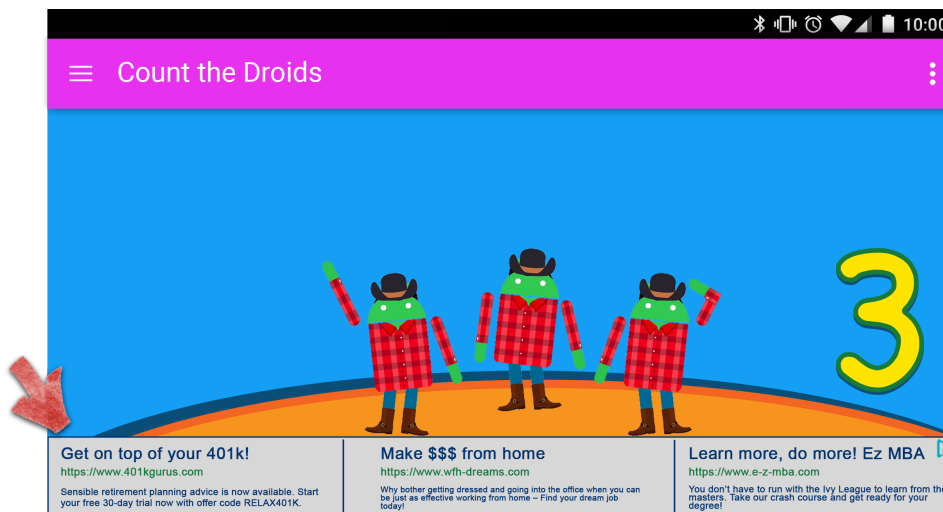 10:00
Count the Droids
3
Get on top of your 401k!
https://www.401kgurus.com
Sensible retirement planning advice is now available. Start
your free 30-day trial now with offer code RELAX401K.
Make $$$ from home
https://www.wfh-dreams.com
Why bother getting dressed and going into the office when you can
be just as effective working from home – Find your dream job
today!
Learn more, do more! Ez MBA
https://www.e-z-mba.com
You don't have to run with the Ivy League to learn from the
masters. Take our crash course and get ready for your
degree!